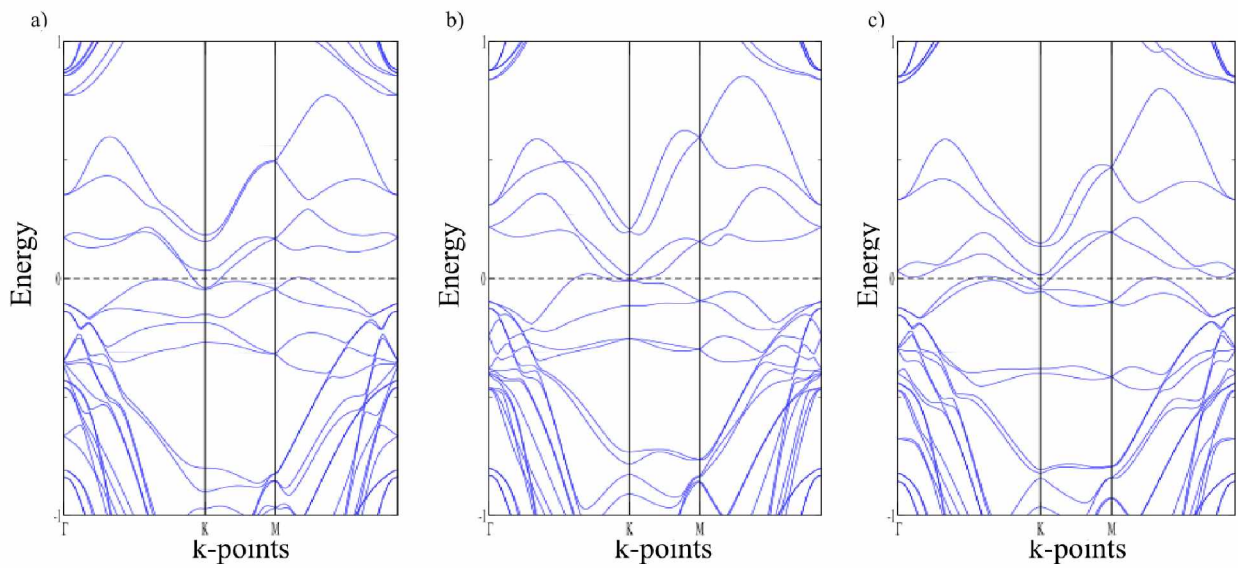 a)
b)
c)
1
1
1
Energy
Energy
Energy
0
0
0
-1
-1
-1
Γ K M
Γ K M
Γ K M
k-points
k-points
k-points